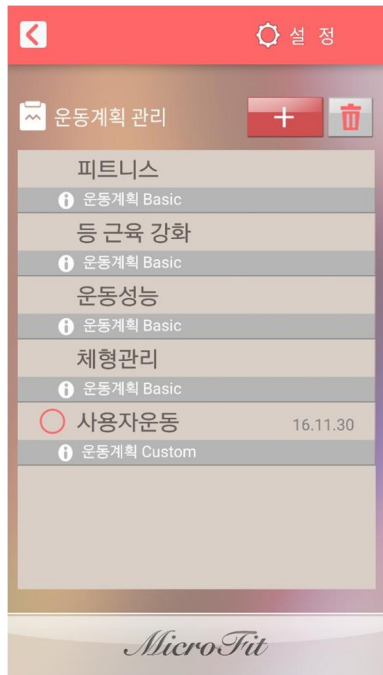 설 정
운동계획 관리
피트니스
운동계획 Basic
등 근육 강화
운동계획 Basic
운동성능
운동계획 Basic
체형관리
운동계획 Basic
사용자운동 16.11.30
운동계획 Custom
MicroFit